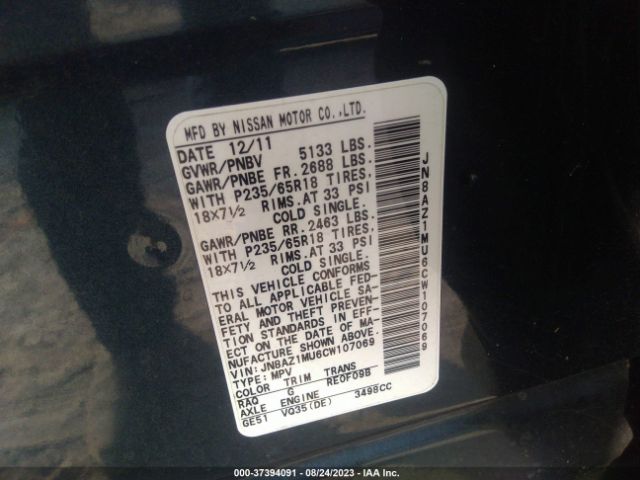 MFD BY NISSAN MOTOR CO.,LTD.
DATE 12/11
GVWR/PNBV 5133 LBS.
GAWR/PNBE FR. 2688 LBS.
WITH P235/65R18 TIRES,
18X7½ RIMS. AT 33 PSI
COLD SINGLE.
GAWR/PNBE RR. 2463 LBS.
WITH P235/65R18 TIRES,
18X7½ RIMS. AT 33 PSI
COLD SINGLE.
THIS VEHICLE CONFORMS
TO ALL APPLICABLE FED-
ERAL MOTOR VEHICLE SA-
FETY AND THEFT PREVEN-
TION STANDARDS IN EFF-
ECT ON THE DATE OF MA-
NUFACTURE SHOWN ABOVE.
VIN: JN8AZ1MU6CW107069
TYPE: MPV
COLOR TRIM TRANS
RAQ G RE0F09B
AXLE ENGINE
GE51 VQ35(DE) 3498CC
JN8AZ1MU6CW107069
000-37394091 - 08/24/2023 - IAA Inc.